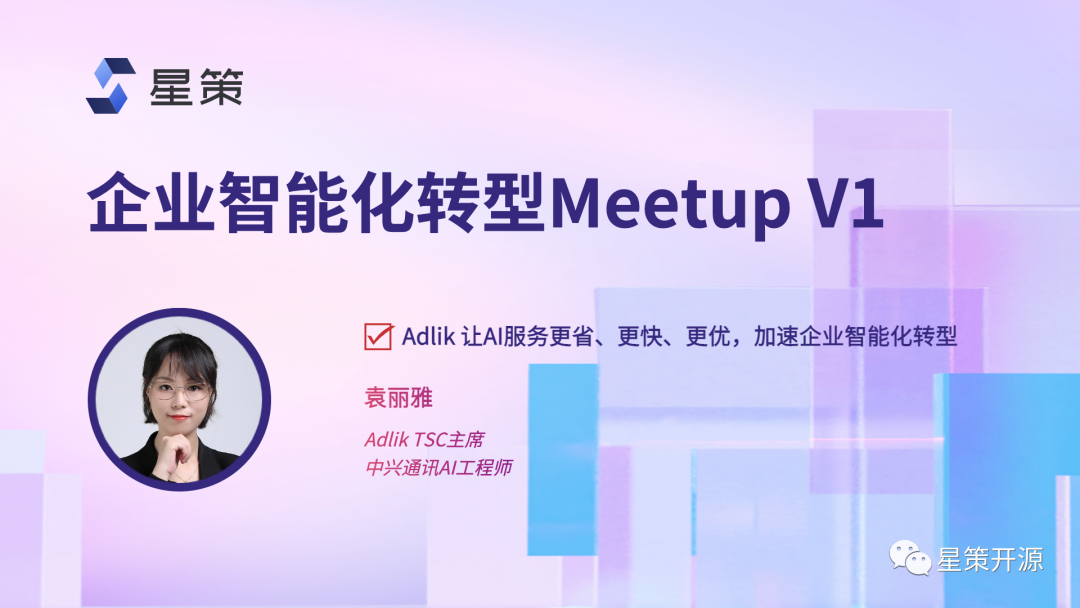 星策
企业智能化转型Meetup V1
Adlik 让AI服务更省、更快、更优，加速企业智能化转型
袁丽雅
Adlik TSC主席
中兴通讯AI工程师
星策开源